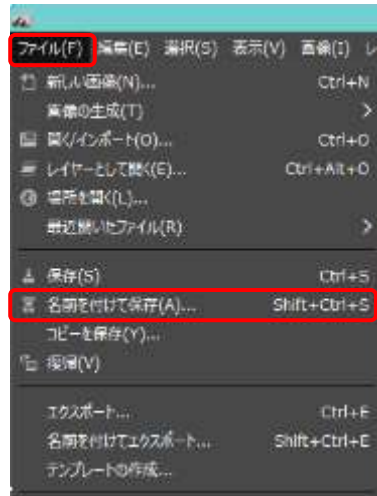 ファイル(F) 編集(E) 選択(S) 表示(V) 画像(I) レ
新しい画像(N)... Ctrl+N
画像の生成(T)
開く/インポート(O)... Ctrl+O
レイヤーとして開く(E)... Ctrl+Alt+O
場所を開く(L)...
最近開いたファイル(R)
保存(S) Ctrl+S
名前を付けて保存(A)... Shift+Ctrl+S
コピーを保存(Y)...
復帰(V)
エクスポート... Ctrl+E
名前を付けてエクスポート... Shift+Ctrl+E
テンプレートの作成...